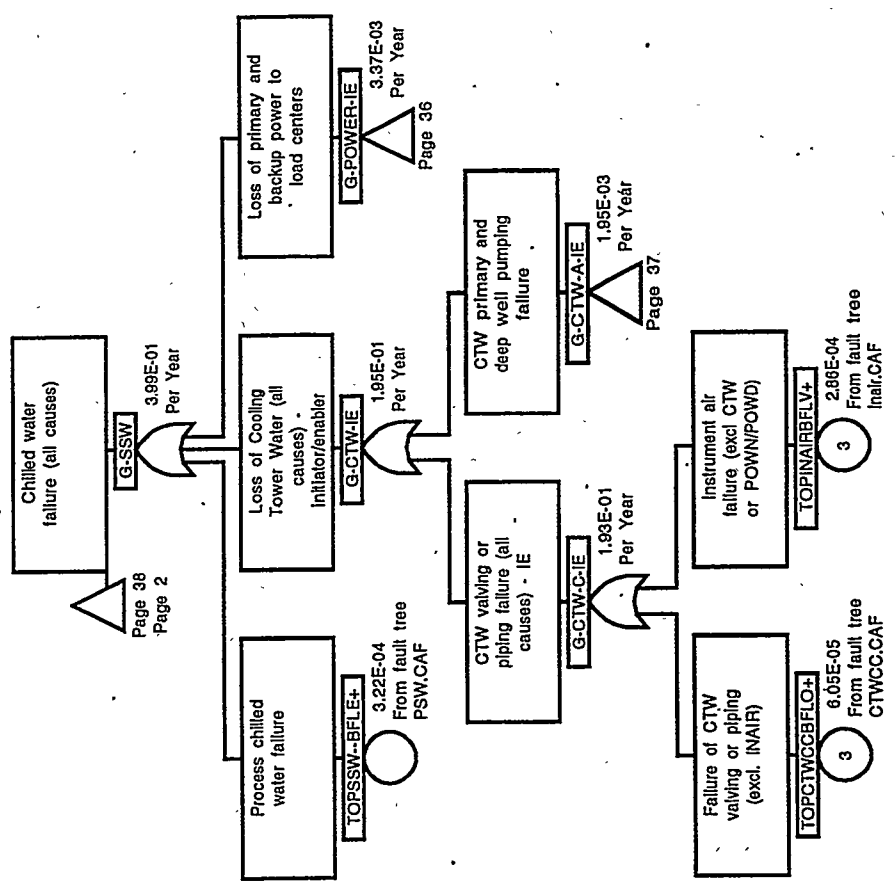 Chilled water
failure (all causes)
G-SSW
3.99E-01
Per Year
Page 38
Page 2
Process chilled
water failure
TOPSSW--BFLE+
3.22E-04
From fault tree
PSW.CAF
Loss of Cooling
Tower Water (all
causes) -
initiator/enabler
G-CTW-IE
1.95E-01
Per Year
Loss of primary and
backup power to
load centers
G-POWER-IE
3.37E-03
Per Year
Page 36
CTW valving or
piping failure (all
causes) - IE
G-CTW-C-IE
1.93E-01
Per Year
CTW primary and
deep well pumping
failure
G-CTW-A-IE
1.95E-03
Per Year
Page 37
Failure of CTW
valving or piping
(excl. INAIR)
TOPCTWCCBFLO+
3
6.05E-05
From fault tree
CTWCC.CAF
Instrument air
failure (excl CTW
or POWN/POWD)
TOPINAIRBFLV+
3
2.86E-04
From fault tree
Inair.CAF